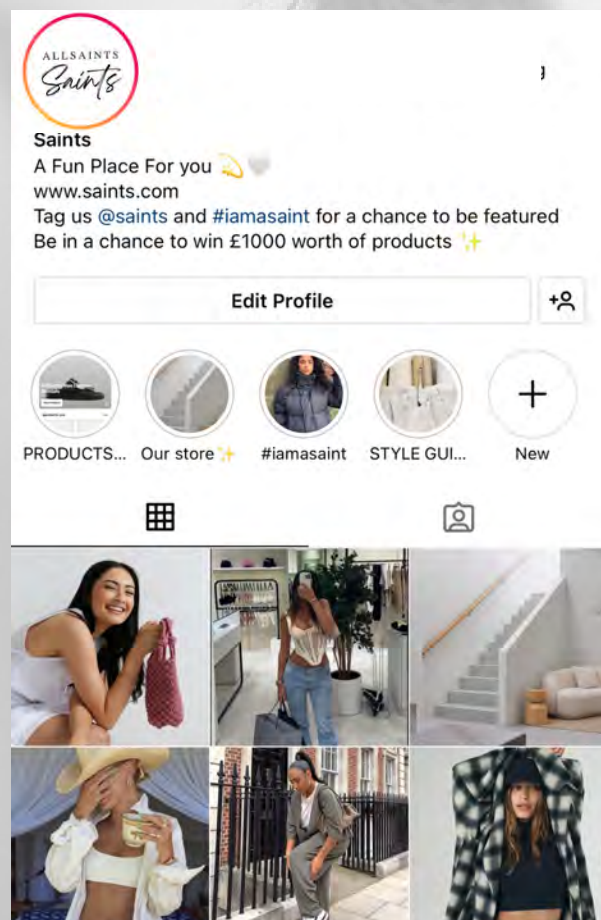 ALLSAINTS
Saints
Saints
A Fun Place For you 💫🤍
www.saints.com
Tag us @saints and #iamasaint for a chance to be featured
Be in a chance to win £1000 worth of products ✨
Edit Profile
PRODUCTS... Our store✨ #iamasaint STYLE GUI... New